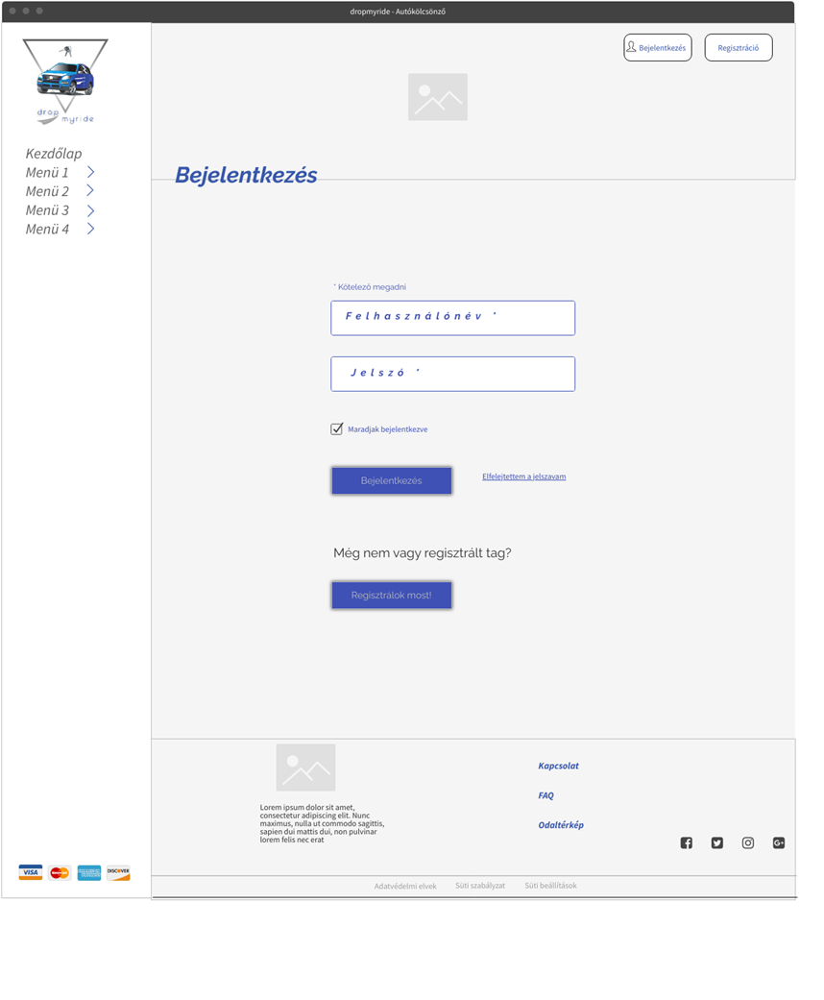 dropmyride - Autókölcsönző
Bejelentkezés
Regisztráció
drop
myride
Kezdőlap
Menü 1
Menü 2
Menü 3
Menü 4
Bejelentkezés
* Kötelező megadni
Felhasználónév *
Jelszó *
Maradjak bejelentkezve
Bejelentkezés
Elfelejtettem a jelszavam
Még nem vagy regisztrált tag?
Regisztrálok most!
Lorem ipsum dolor sit amet,
consectetur adipiscing elit. Nunc
maximus, nulla ut commodo sagittis,
sapien dui mattis dui, non pulvinar
lorem felis nec erat
Kapcsolat
FAQ
Odaltérkép
VISA
DISCOVER
Adatvédelmi elvek
Süti szabályzat
Süti beállítások